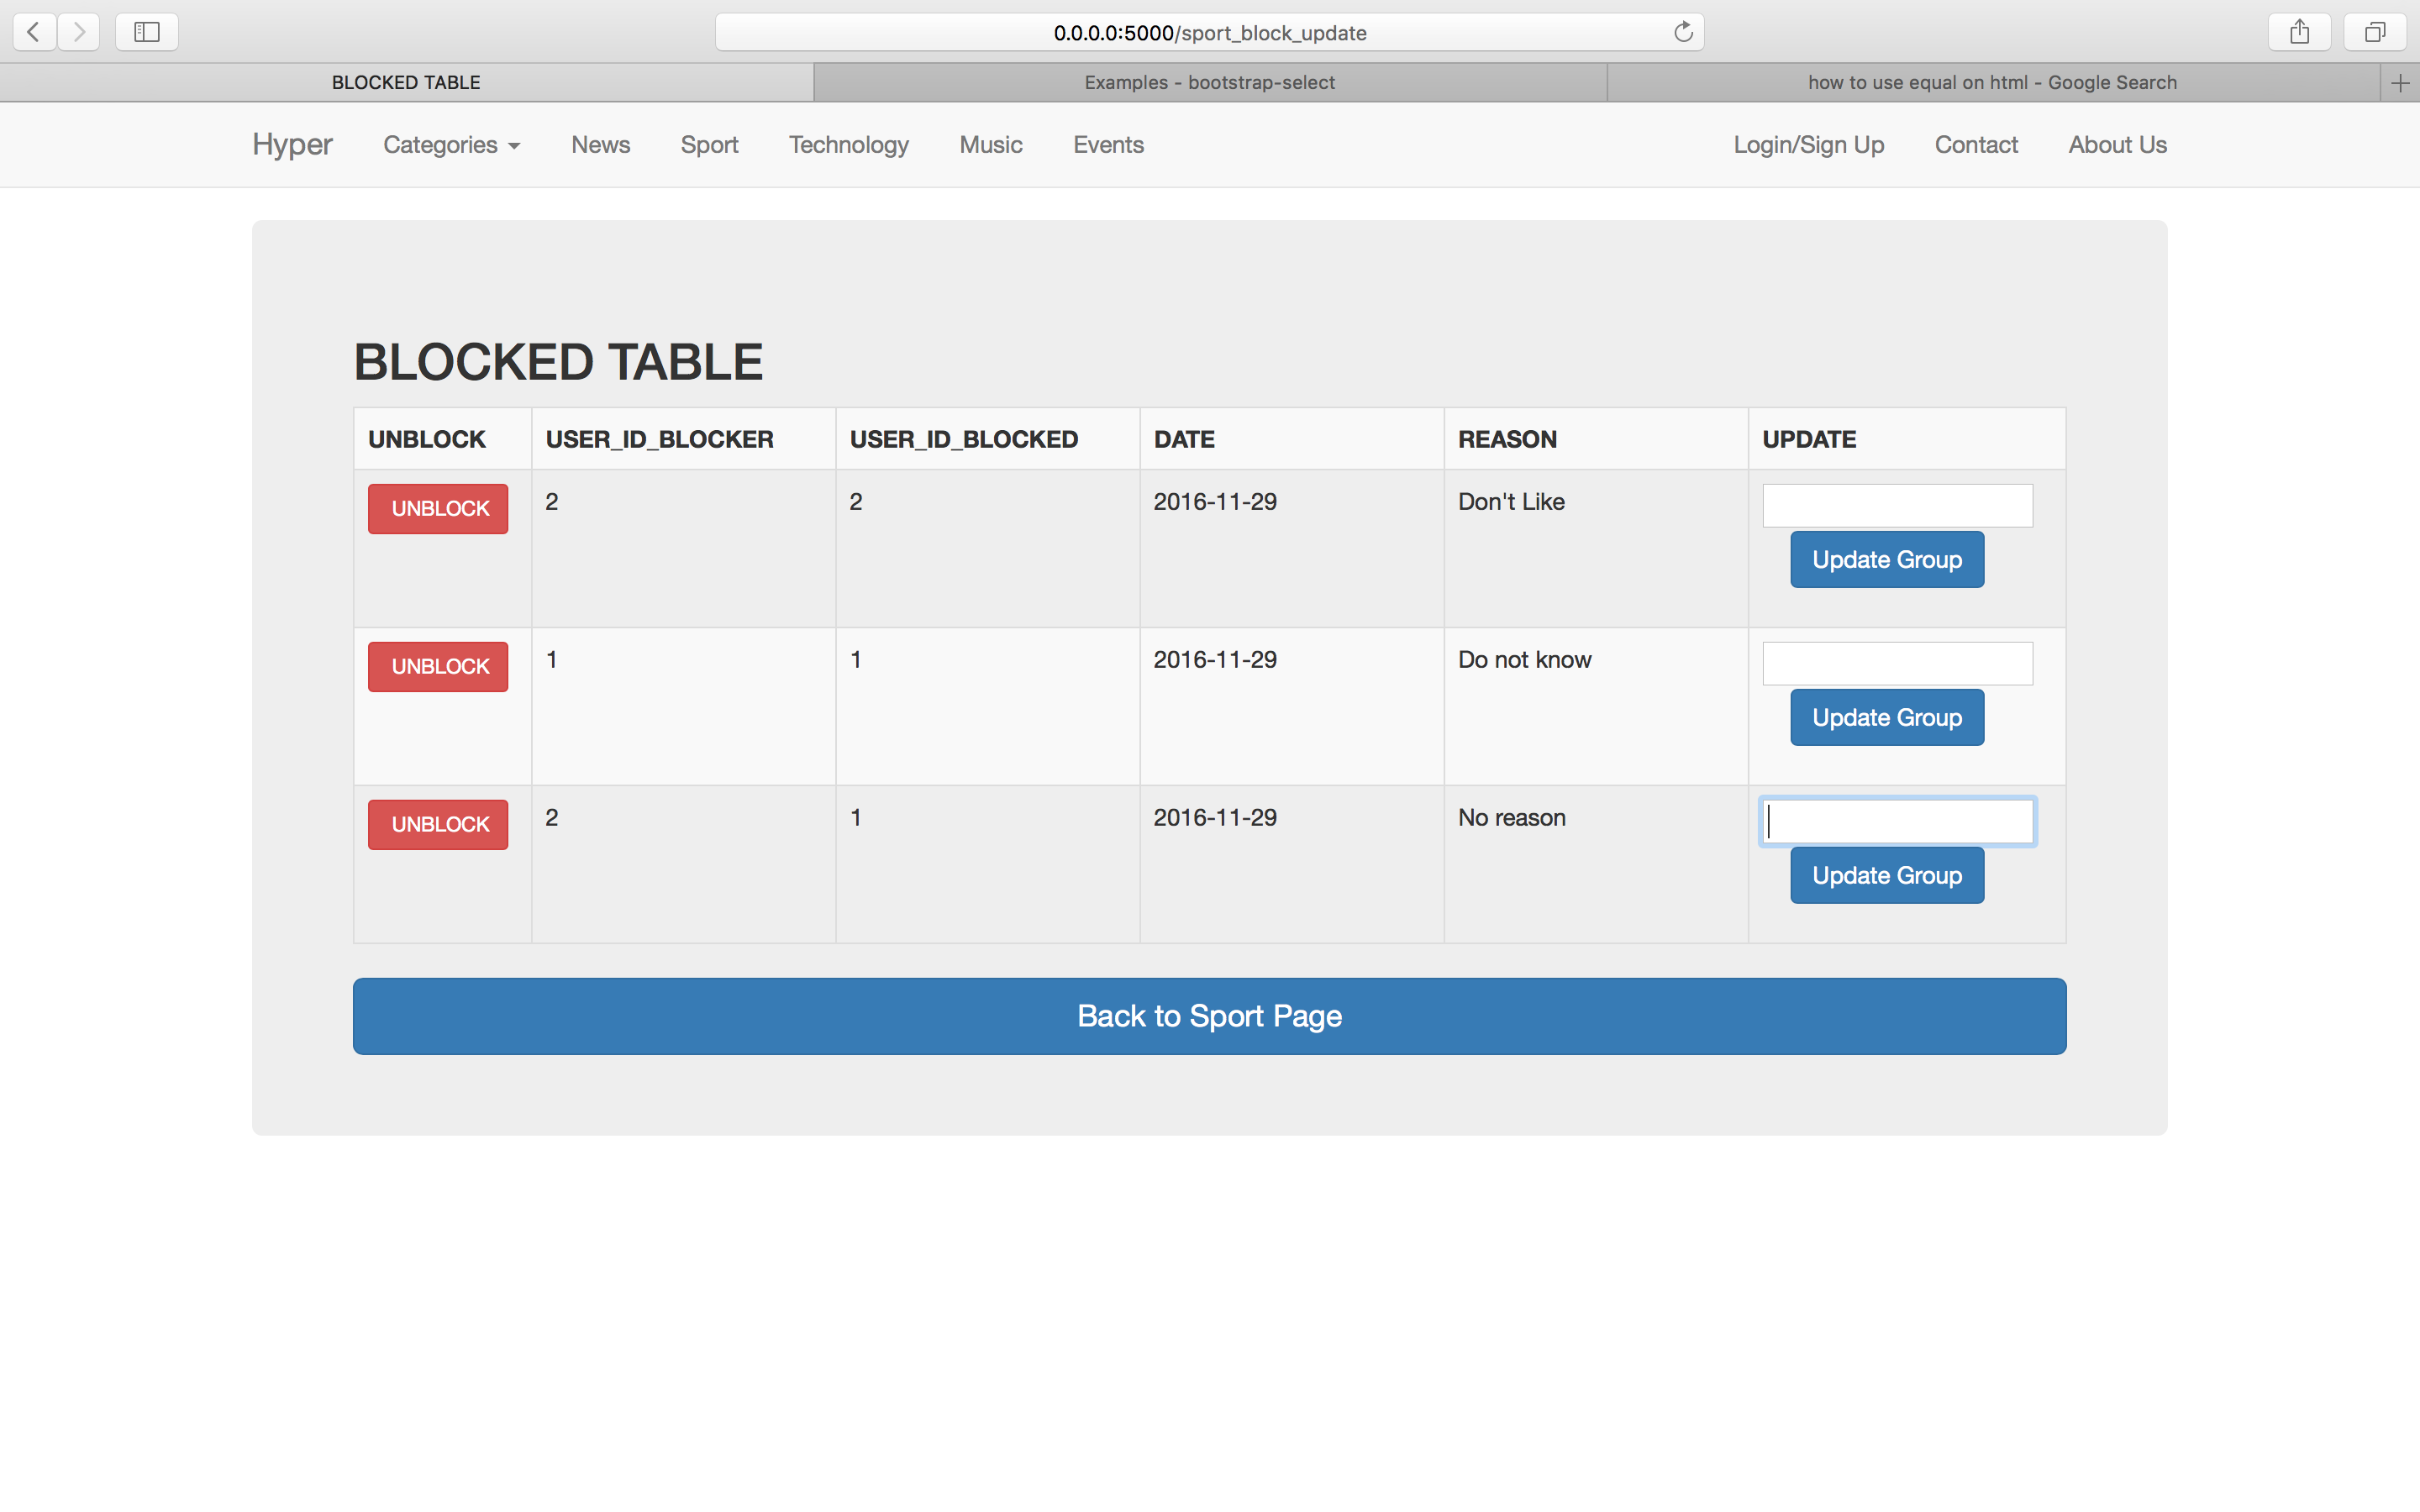 0.0.0.0:5000/sport_block_update
BLOCKED TABLE Examples - bootstrap-select how to use equal on html - Google Search
Hyper Categories News Sport Technology Music Events Login/Sign Up Contact About Us
BLOCKED TABLE
UNBLOCK USER_ID_BLOCKER USER_ID_BLOCKED DATE REASON UPDATE
UNBLOCK 2 2 2016-11-29 Don't Like
Update Group
UNBLOCK 1 1 2016-11-29 Do not know
Update Group
UNBLOCK 2 1 2016-11-29 No reason
Update Group
Back to Sport Page